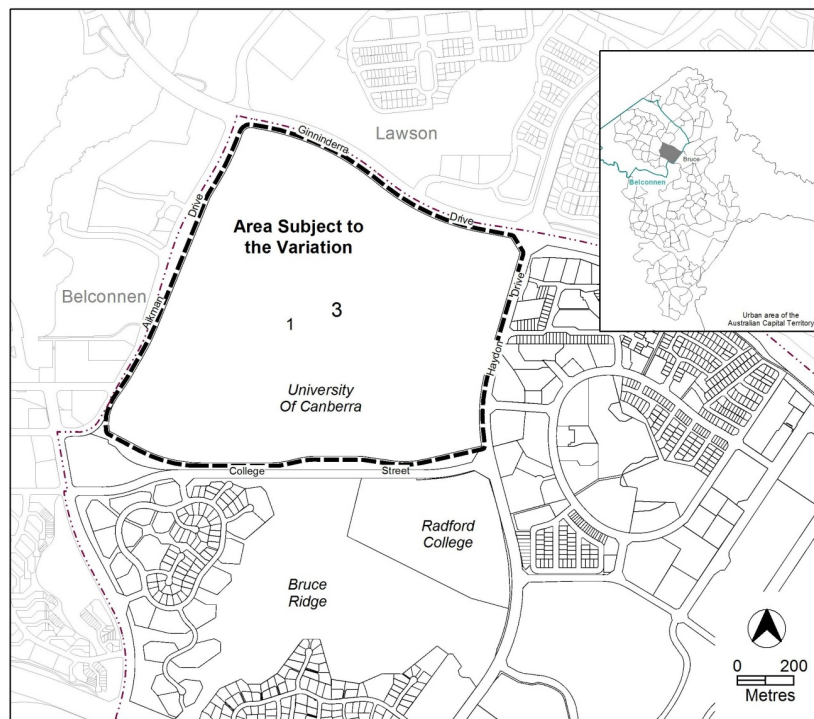 Ginninderra
Lawson
Drive
Area Subject to
the Variation
Drive
Drive
Belconnen
Aikman
1
3
Haydon
University
Of Canberra
College
Street
Radford
College
Bruce
Ridge
Bruce
Belconnen
Urban area of the
Australian Capital Territory
0 200
Metres